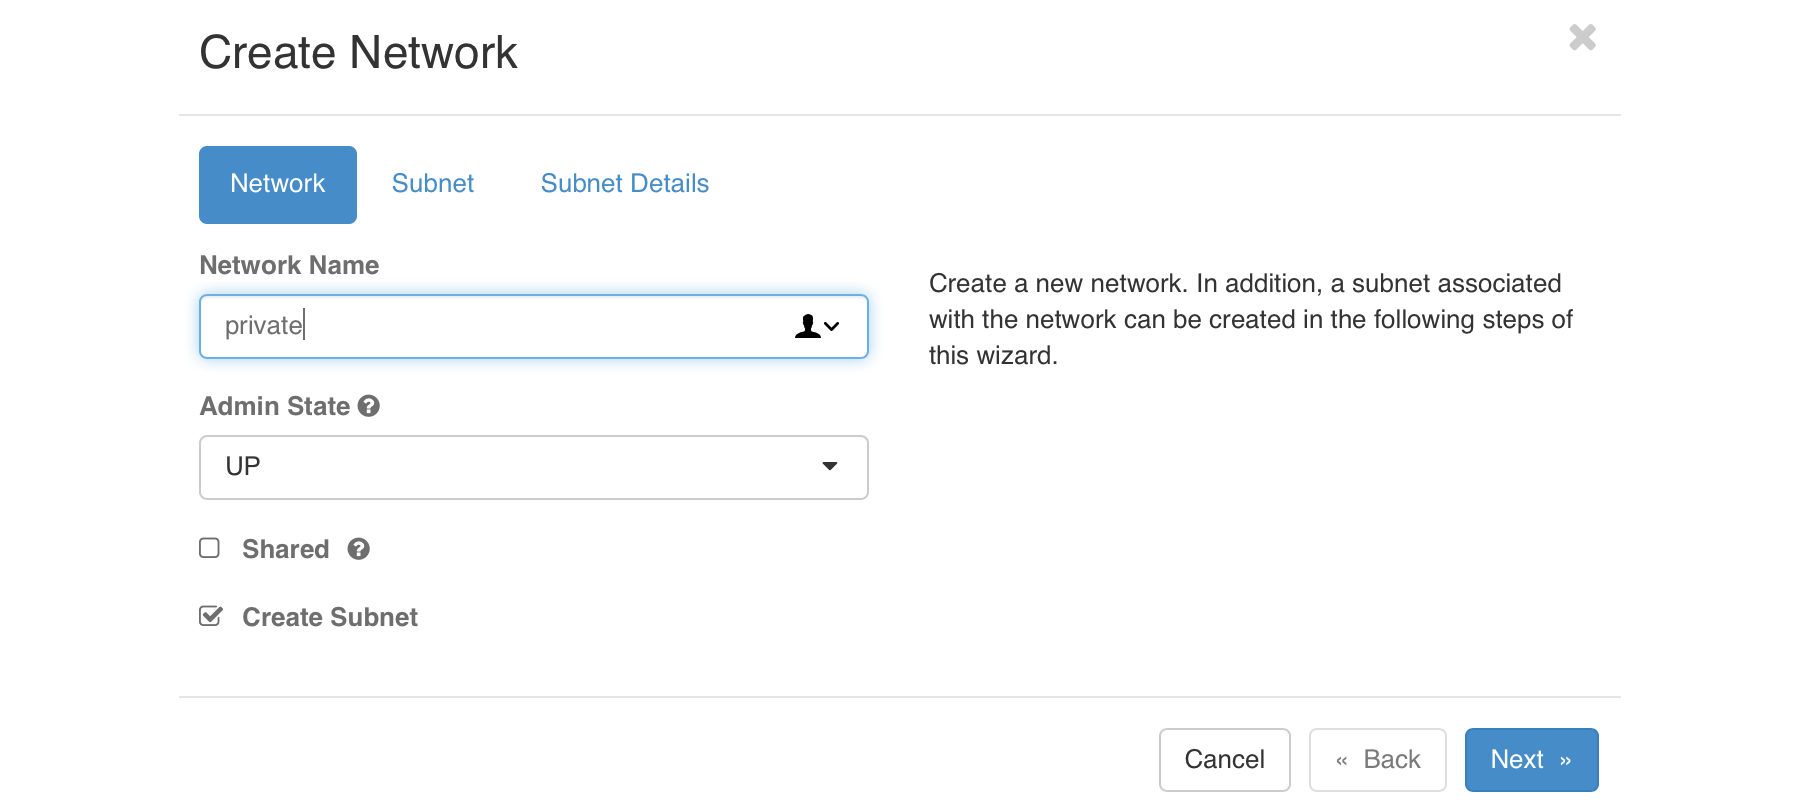 Create Network
Network Subnet Subnet Details
Network Name
private
Create a new network. In addition, a subnet associated
with the network can be created in the following steps of
this wizard.
Admin State
UP
Shared
Create Subnet
Cancel « Back Next »